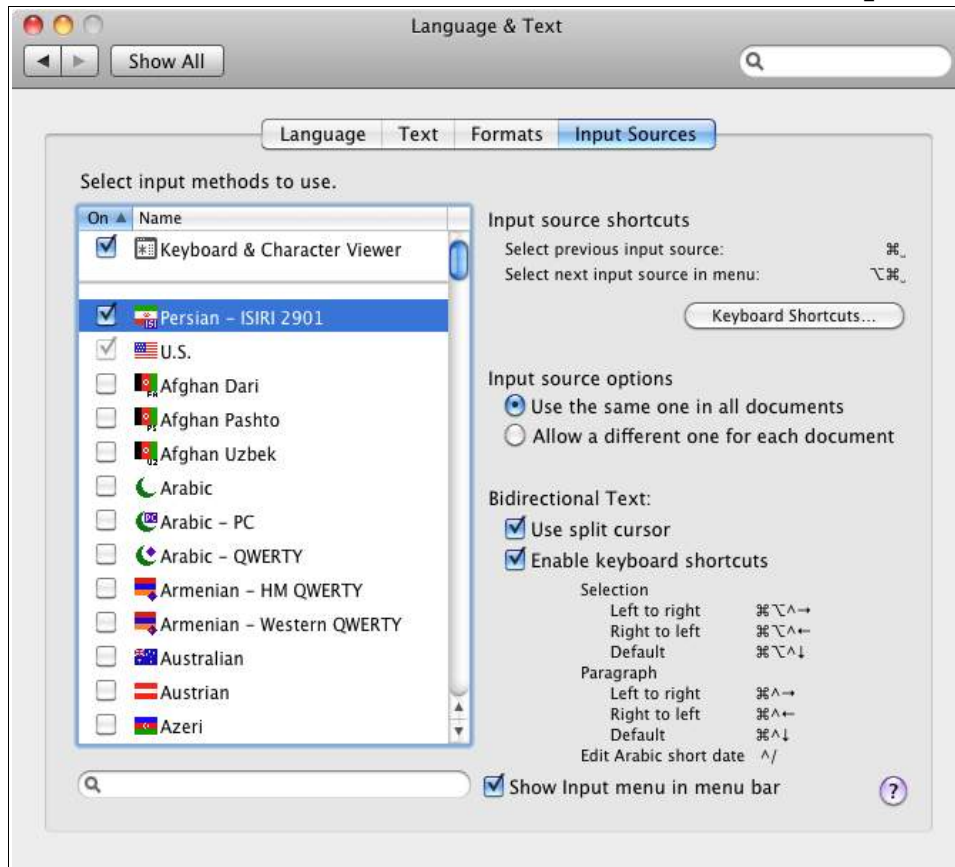 Language & Text
Show All
Language Text Formats Input Sources
Select input methods to use.
On Name
Keyboard & Character Viewer
Persian – ISIRI 2901
U.S.
Afghan Dari
Afghan Pashto
Afghan Uzbek
Arabic
Arabic – PC
Arabic – QWERTY
Armenian – HM QWERTY
Armenian – Western QWERTY
Australian
Austrian
Azeri
Input source shortcuts
Select previous input source: ⌘␣
Select next input source in menu: ⌥⌘␣
Keyboard Shortcuts...
Input source options
Use the same one in all documents
Allow a different one for each document
Bidirectional Text:
Use split cursor
Enable keyboard shortcuts
Selection
Left to right ⌘⌥^→
Right to left ⌘⌥^←
Default ⌘⌥^↓
Paragraph
Left to right ⌘^→
Right to left ⌘^←
Default ⌘^↓
Edit Arabic short date ^/
Show Input menu in menu bar ?